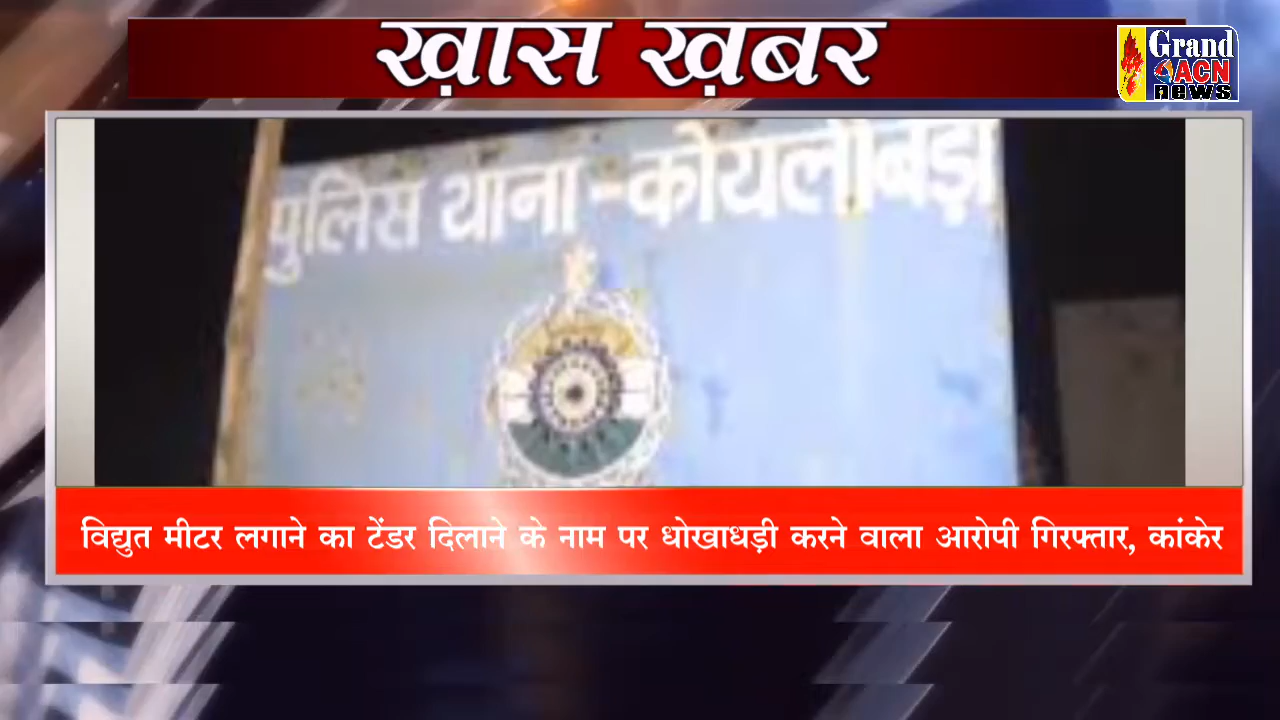 ख़ास ख़बर
Grand
ACN
news
पुलिस थाना - कोयलीबेड़ा
विद्युत मीटर लगाने का टेंडर दिलाने के नाम पर धोखाधड़ी करने वाला आरोपी गिरफ्तार, कांकेर